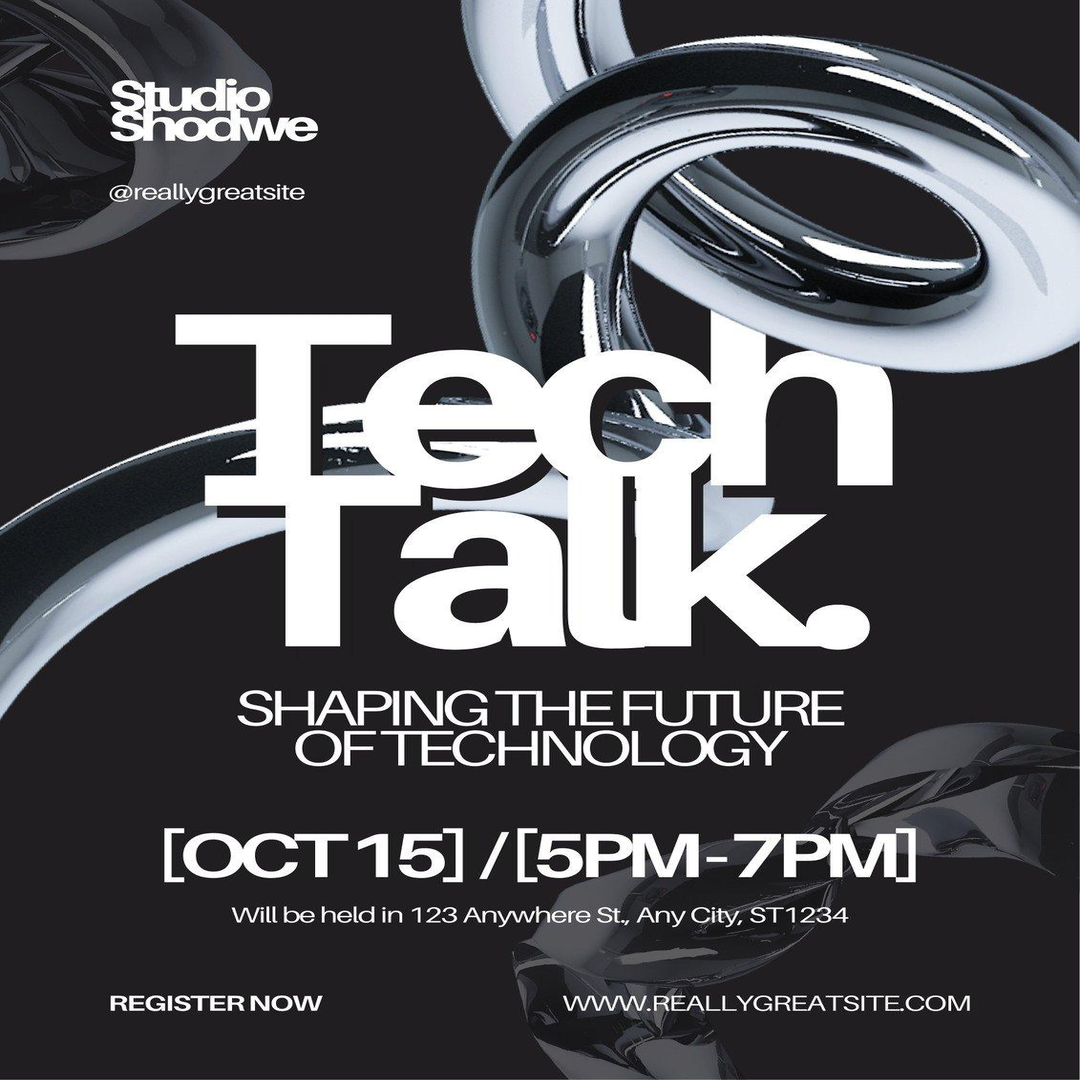 Studio
Shodwe
@reallygreatsite
Tech
Talk.
SHAPING THE FUTURE
OF TECHNOLOGY
[OCT 15] / [5PM - 7PM]
Will be held in 123 Anywhere St., Any City, ST1234
REGISTER NOW
WWW.REALLYGREATSITE.COM